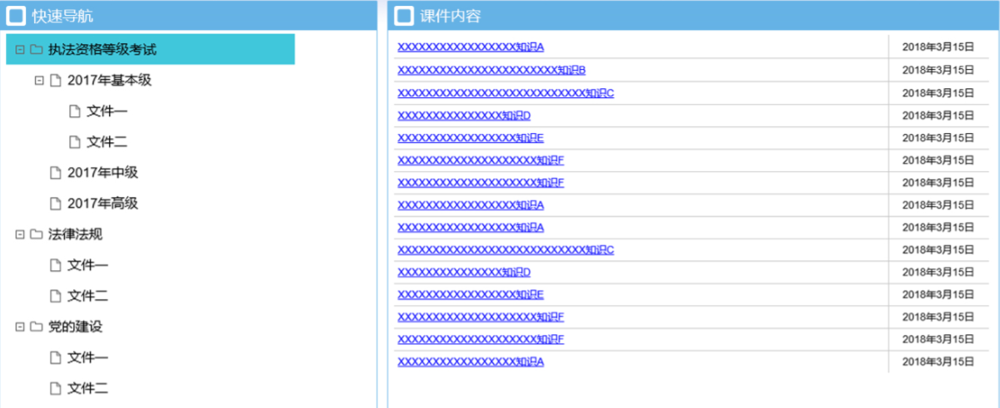 快速导航
执法资格等级考试
2017年基本级
文件一
文件二
2017年中级
2017年高级
法律法规
文件一
文件二
党的建设
文件一
文件二
课件内容
XXXXXXXXXXXXXXXXX知识A 2018年3月15日
XXXXXXXXXXXXXXXXXXXXXXX知识B 2018年3月15日
XXXXXXXXXXXXXXXXXXXXXXXXXXX知识C 2018年3月15日
XXXXXXXXXXXXXXX知识D 2018年3月15日
XXXXXXXXXXXXXXXXX知识E 2018年3月15日
XXXXXXXXXXXXXXXXXXXX知识F 2018年3月15日
XXXXXXXXXXXXXXXXXXXX知识F 2018年3月15日
XXXXXXXXXXXXXXXXX知识A 2018年3月15日
XXXXXXXXXXXXXXXXX知识A 2018年3月15日
XXXXXXXXXXXXXXXXXXXXXXXXXXX知识C 2018年3月15日
XXXXXXXXXXXXXXX知识D 2018年3月15日
XXXXXXXXXXXXXXXXX知识E 2018年3月15日
XXXXXXXXXXXXXXXXXXXX知识F 2018年3月15日
XXXXXXXXXXXXXXXXXXXX知识F 2018年3月15日
XXXXXXXXXXXXXXXXX知识A 2018年3月15日